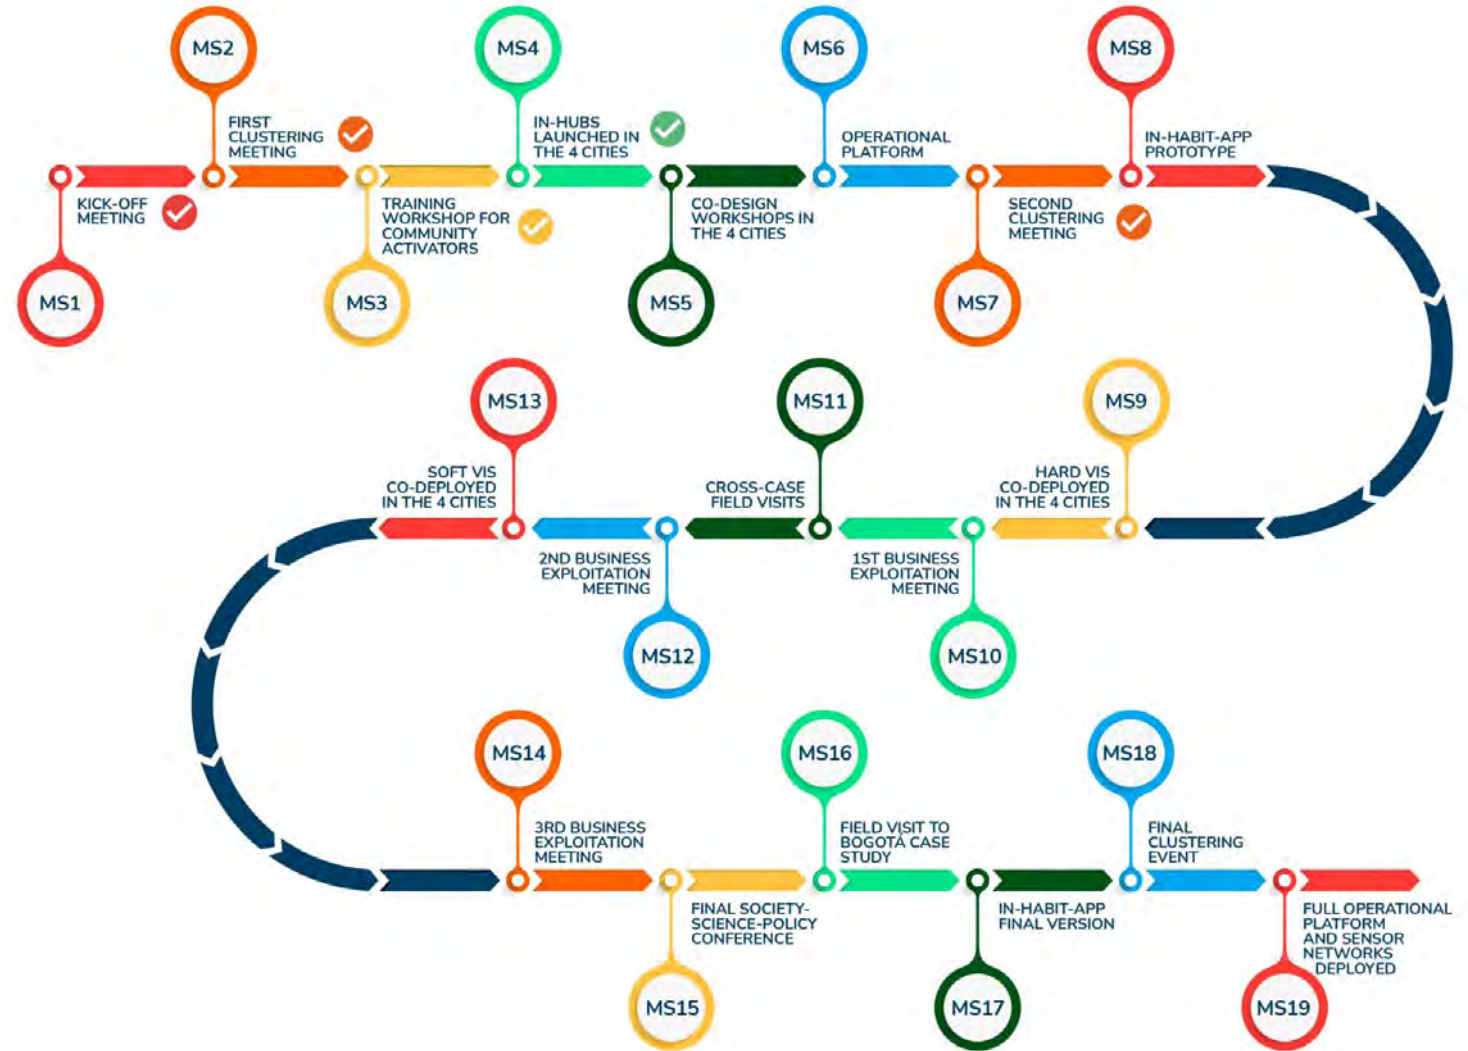 MS1
KICK-OFF
MEETING
MS2
FIRST
CLUSTERING
MEETING
MS3
TRAINING
WORKSHOP FOR
COMMUNITY
ACTIVATORS
MS4
IN-HUBS
LAUNCHED IN
THE 4 CITIES
MS5
CO-DESIGN
WORKSHOPS IN
THE 4 CITIES
MS6
OPERATIONAL
PLATFORM
MS7
SECOND
CLUSTERING
MEETING
MS8
IN-HABIT-APP
PROTOTYPE
MS9
HARD VIS
CO-DEPLOYED
IN THE 4 CITIES
MS10
1ST BUSINESS
EXPLOITATION
MEETING
MS11
CROSS-CASE
FIELD VISITS
MS12
2ND BUSINESS
EXPLOITATION
MEETING
MS13
SOFT VIS
CO-DEPLOYED
IN THE 4 CITIES
MS14
3RD BUSINESS
EXPLOITATION
MEETING
MS15
FINAL SOCIETY-
SCIENCE-POLICY
CONFERENCE
MS16
FIELD VISIT TO
BOGOTÁ CASE
STUDY
MS17
IN-HABIT-APP
FINAL VERSION
MS18
FINAL
CLUSTERING
EVENT
MS19
FULL OPERATIONAL
PLATFORM
AND SENSOR
NETWORKS
DEPLOYED